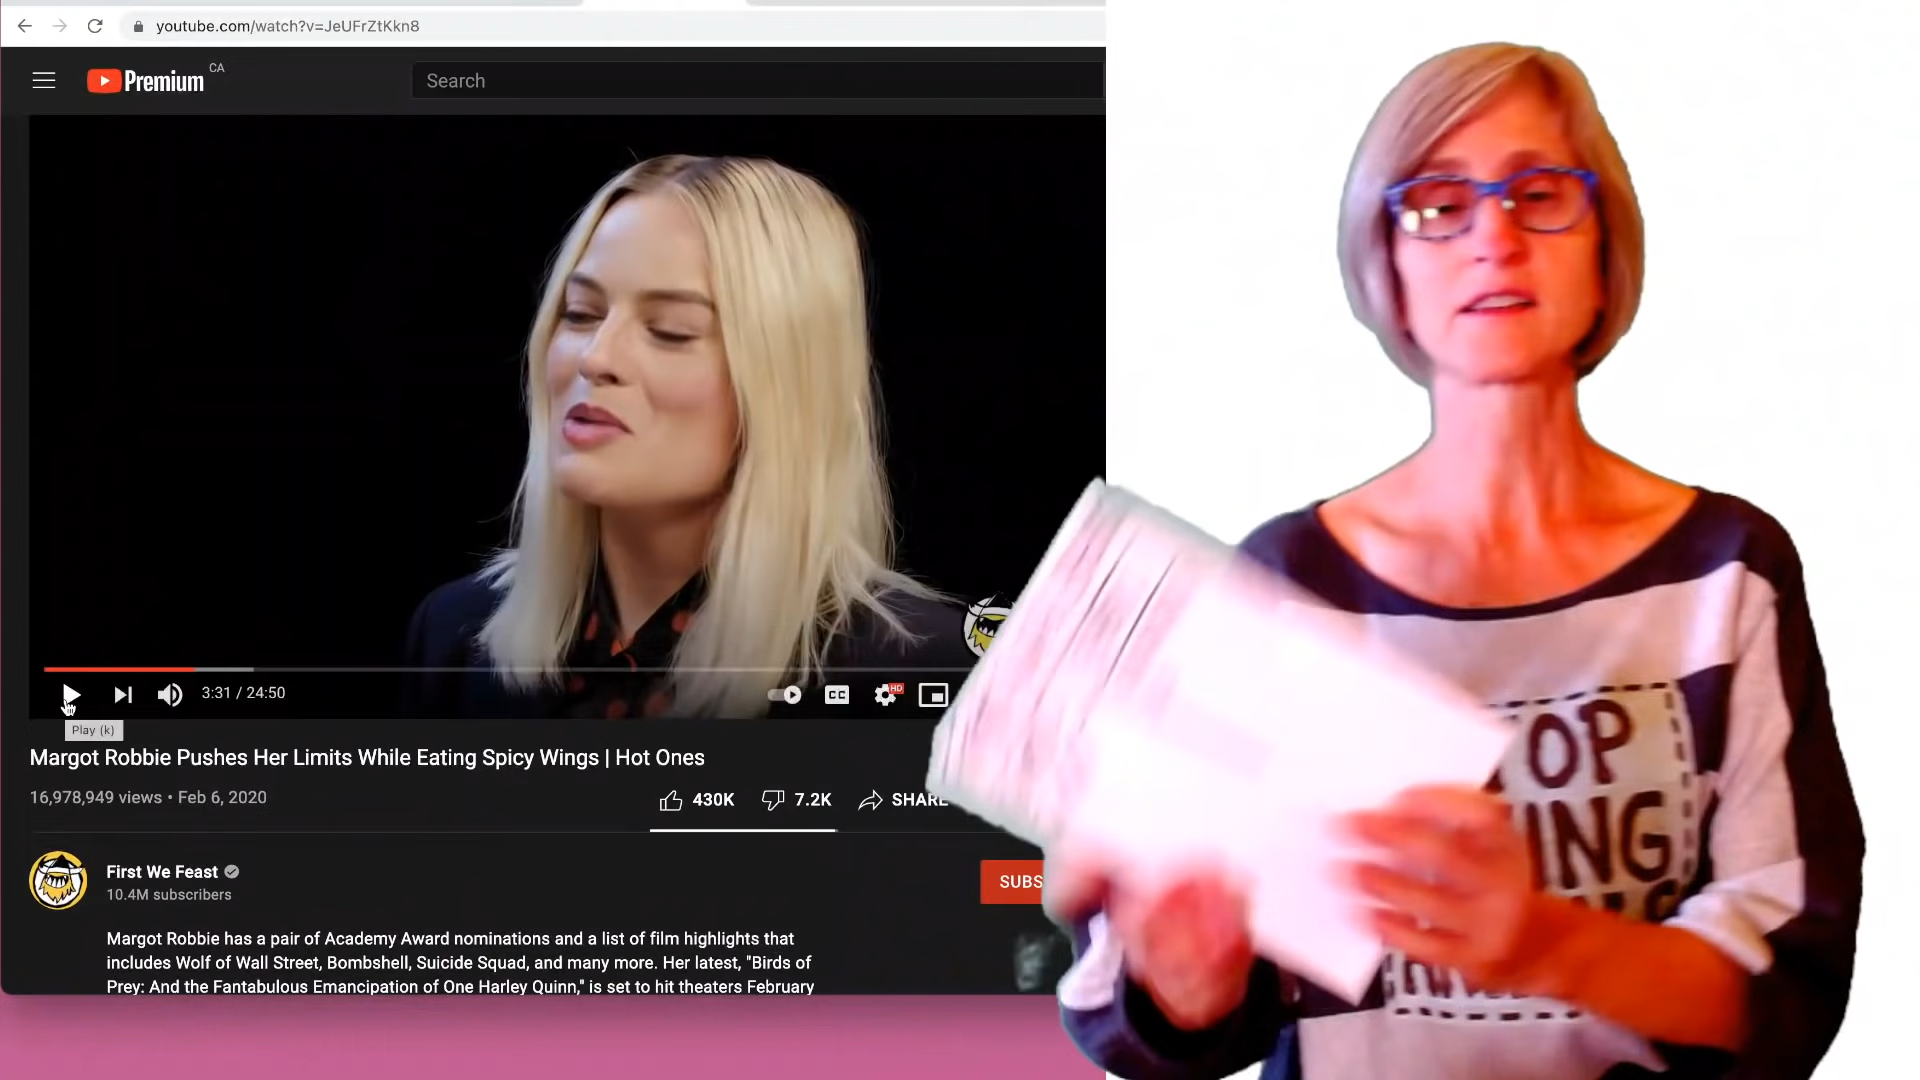 youtube.com/watch?v=JeUFrZtKkn8
Premium CA
Search
3:31 / 24:50
CC
HD
Play (k)
Margot Robbie Pushes Her Limits While Eating Spicy Wings | Hot Ones
16,978,949 views • Feb 6, 2020
430K
7.2K
SHARE
First We Feast
10.4M subscribers
SUBS
Margot Robbie has a pair of Academy Award nominations and a list of film highlights that
includes Wolf of Wall Street, Bombshell, Suicide Squad, and many more. Her latest, "Birds of
Prey: And the Fantabulous Emancipation of One Harley Quinn," is set to hit theaters February
OP
ING